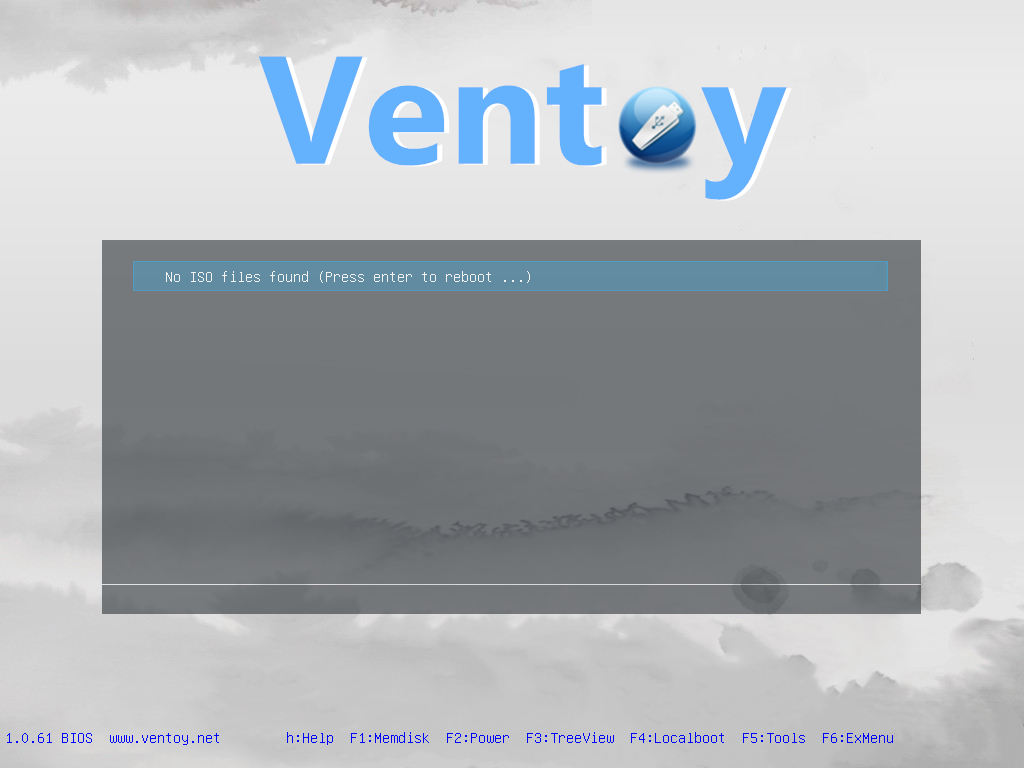 Ventoy
No ISO files found (Press enter to reboot ...)
1.0.61 BIOS www.ventoy.net h:Help F1:Memdisk F2:Power F3:TreeView F4:Localboot F5:Tools F6:ExMenu